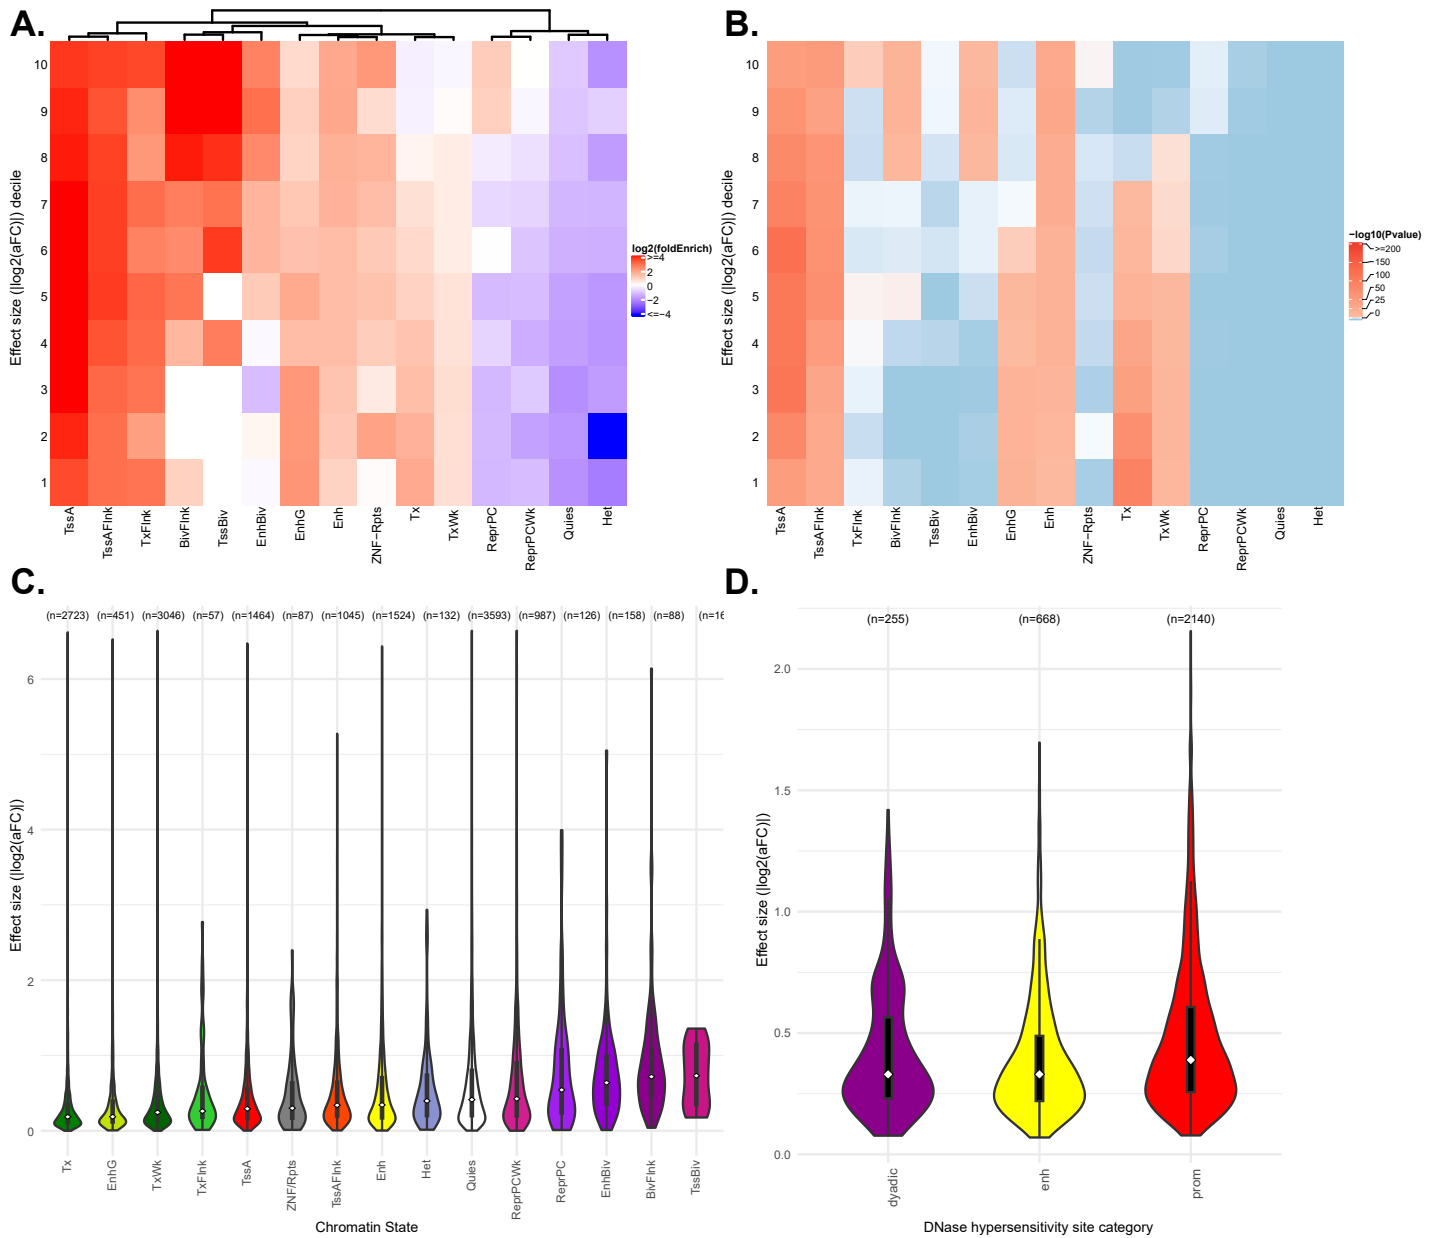 A.
10
9
8
7
6
5
4
3
2
1
Effect size (|log2(aFC)|) decile
TssA
TssAFlnk
TxFlnk
BivFlnk
TssBiv
EnhBiv
EnhG
Enh
ZNF−Rpts
Tx
TxWk
ReprPC
ReprPCWk
Quies
Het
log2(foldEnrich)
>=4
2
0
−2
<=−4
B.
10
9
8
7
6
5
4
3
2
1
Effect size (|log2(aFC)|) decile
TssA
TssAFlnk
TxFlnk
BivFlnk
TssBiv
EnhBiv
EnhG
Enh
ZNF−Rpts
Tx
TxWk
ReprPC
ReprPCWk
Quies
Het
−log10(Pvalue)
>=200
150
100
50
25
0
C.
(n=2723) (n=451) (n=3046) (n=57) (n=1464) (n=87) (n=1045) (n=1524) (n=132) (n=3593) (n=987) (n=126) (n=158) (n=88) (n=16
6
4
2
0
Effect size (|log2(aFC)|)
Tx
EnhG
TxWk
TxFlnk
TssA
ZNF/Rpts
TssAFlnk
Enh
Het
Quies
ReprPCWk
ReprPC
EnhBiv
BivFlnk
TssBiv
Chromatin State
D.
(n=255) (n=668) (n=2140)
2.0
1.5
1.0
0.5
0.0
Effect size (|log2(aFC)|)
dyadic
enh
prom
DNase hypersensitivity site category